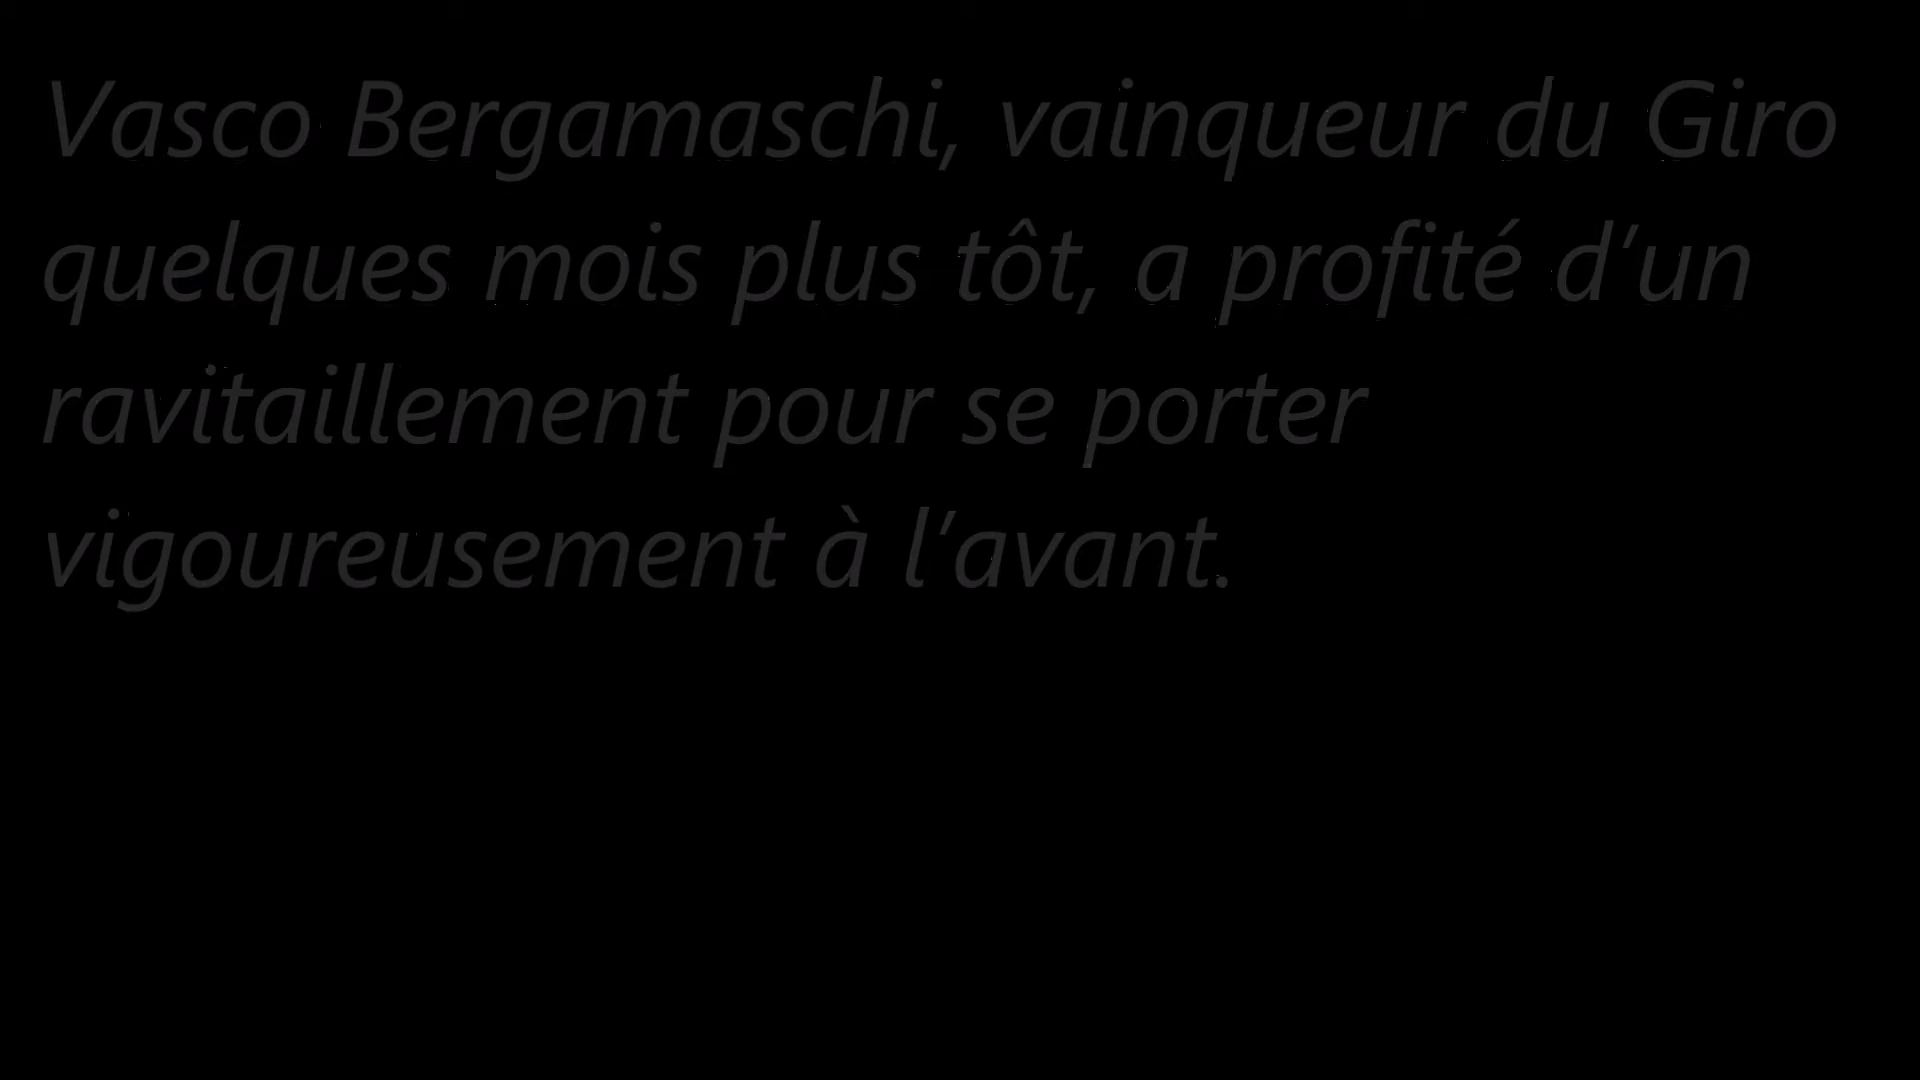 Vasco Bergamaschi, vainqueur du Giro
quelques mois plus tôt, a profité d’un
ravitaillement pour se porter
vigoureusement à l’avant.